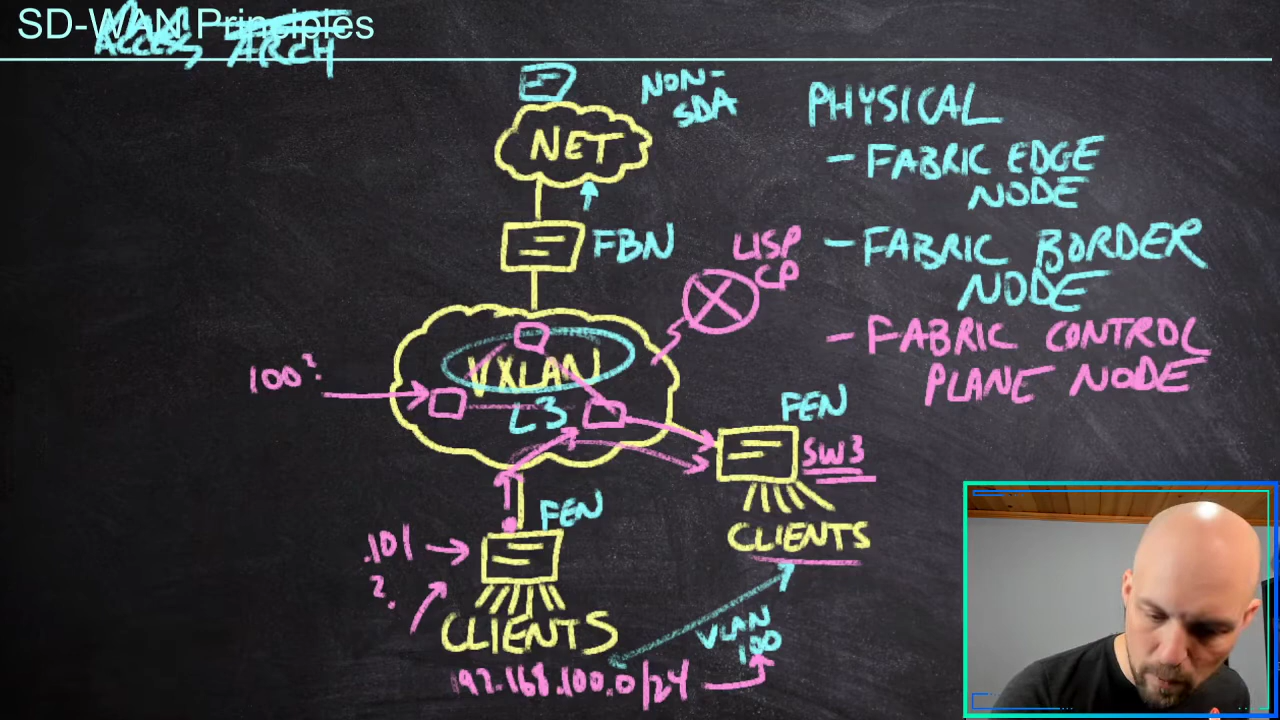 SD-WAN Principles
ACCESS ARCH
NON-
SDA
NET
FBN
LISP
CP
VXLAN
L3
100?
FEN
SW3
CLIENTS
FEN
.101
?
CLIENTS
VLAN
100
192.168.100.0/24
PHYSICAL
- FABRIC EDGE
NODE
- FABRIC BORDER
NODE
- FABRIC CONTROL
PLANE NODE